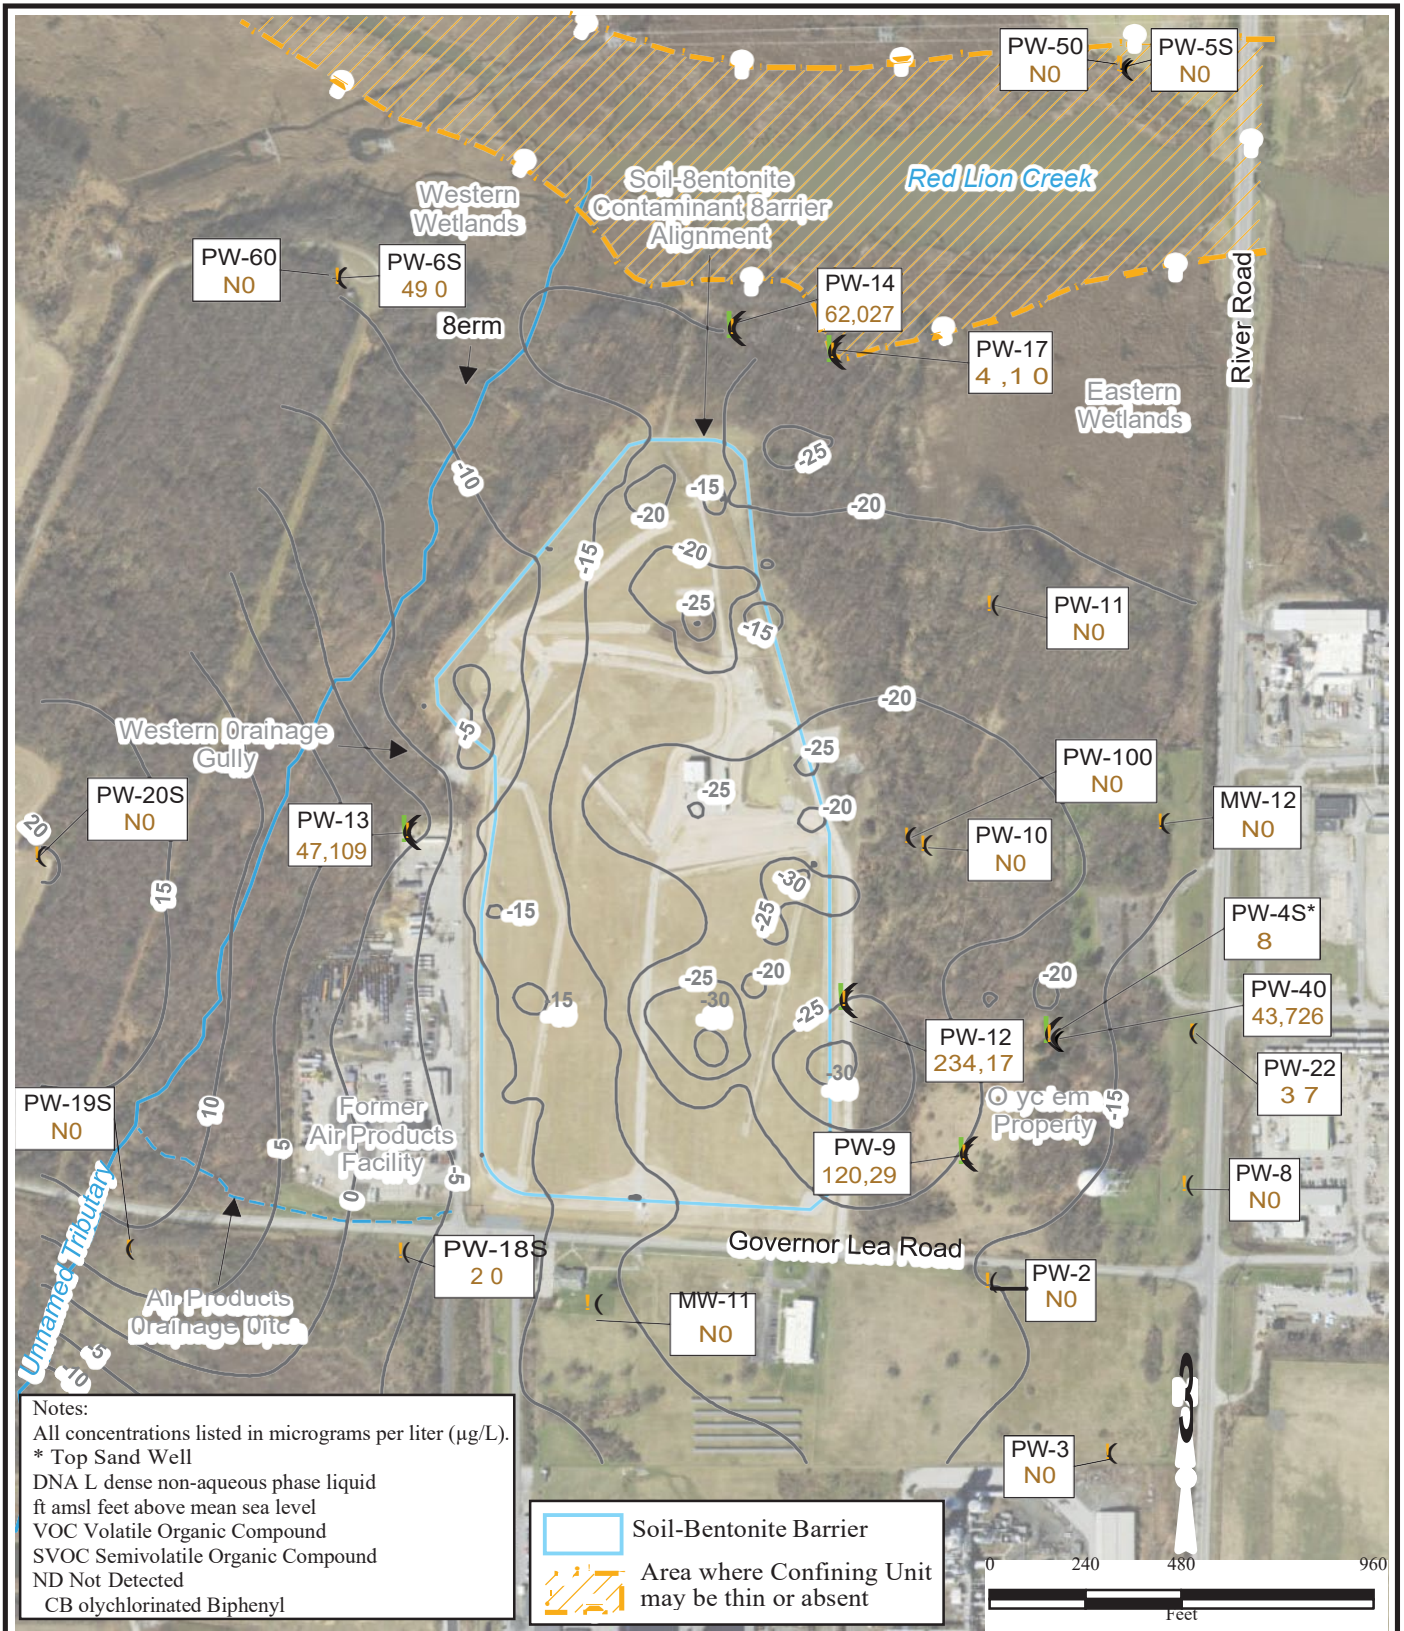 PW-50
N0
PW-5S
N0
Red Lion Creek
Soil-8entonite
Contaminant 8arrier
Alignment
Western
Wetlands
PW-60
N0
PW-6S
49 0
8erm
PW-14
62,027
PW-17
4 ,1 0
River Road
Eastern
Wetlands
-25
-10
-15
-20
-20
-15
-20
-25
-15
PW-11
N0
-20
-5
Western 0rainage
Gully
-25
PW-100
N0
PW-20S
N0
20
PW-13
47,109
-25
-20
PW-10
N0
MW-12
N0
15
-30
-15
-25
PW-4S*
8
-25
-20
-20
15
-30
-25
PW-40
43,726
PW-12
234,17
PW-22
3 7
-30
PW-19S
N0
10
5
Former
Air Products
Facility
O yc em
Property
-15
PW-9
120,29
PW-8
N0
0
-5
Unnamed Tributary
Governor Lea Road
PW-18S
2 0
PW-2
N0
Air Products
0rainage 0itc
MW-11
N0
-5
-10
PW-3
N0
Notes:
All concentrations listed in micrograms per liter (µg/L).
* Top Sand Well
DNA L dense non-aqueous phase liquid
ft amsl feet above mean sea level
VOC Volatile Organic Compound
SVOC Semivolatile Organic Compound
ND Not Detected
CB olychlorinated Biphenyl
Soil-Bentonite Barrier
Area where Confining Unit
may be thin or absent
0 240 480 960
Feet